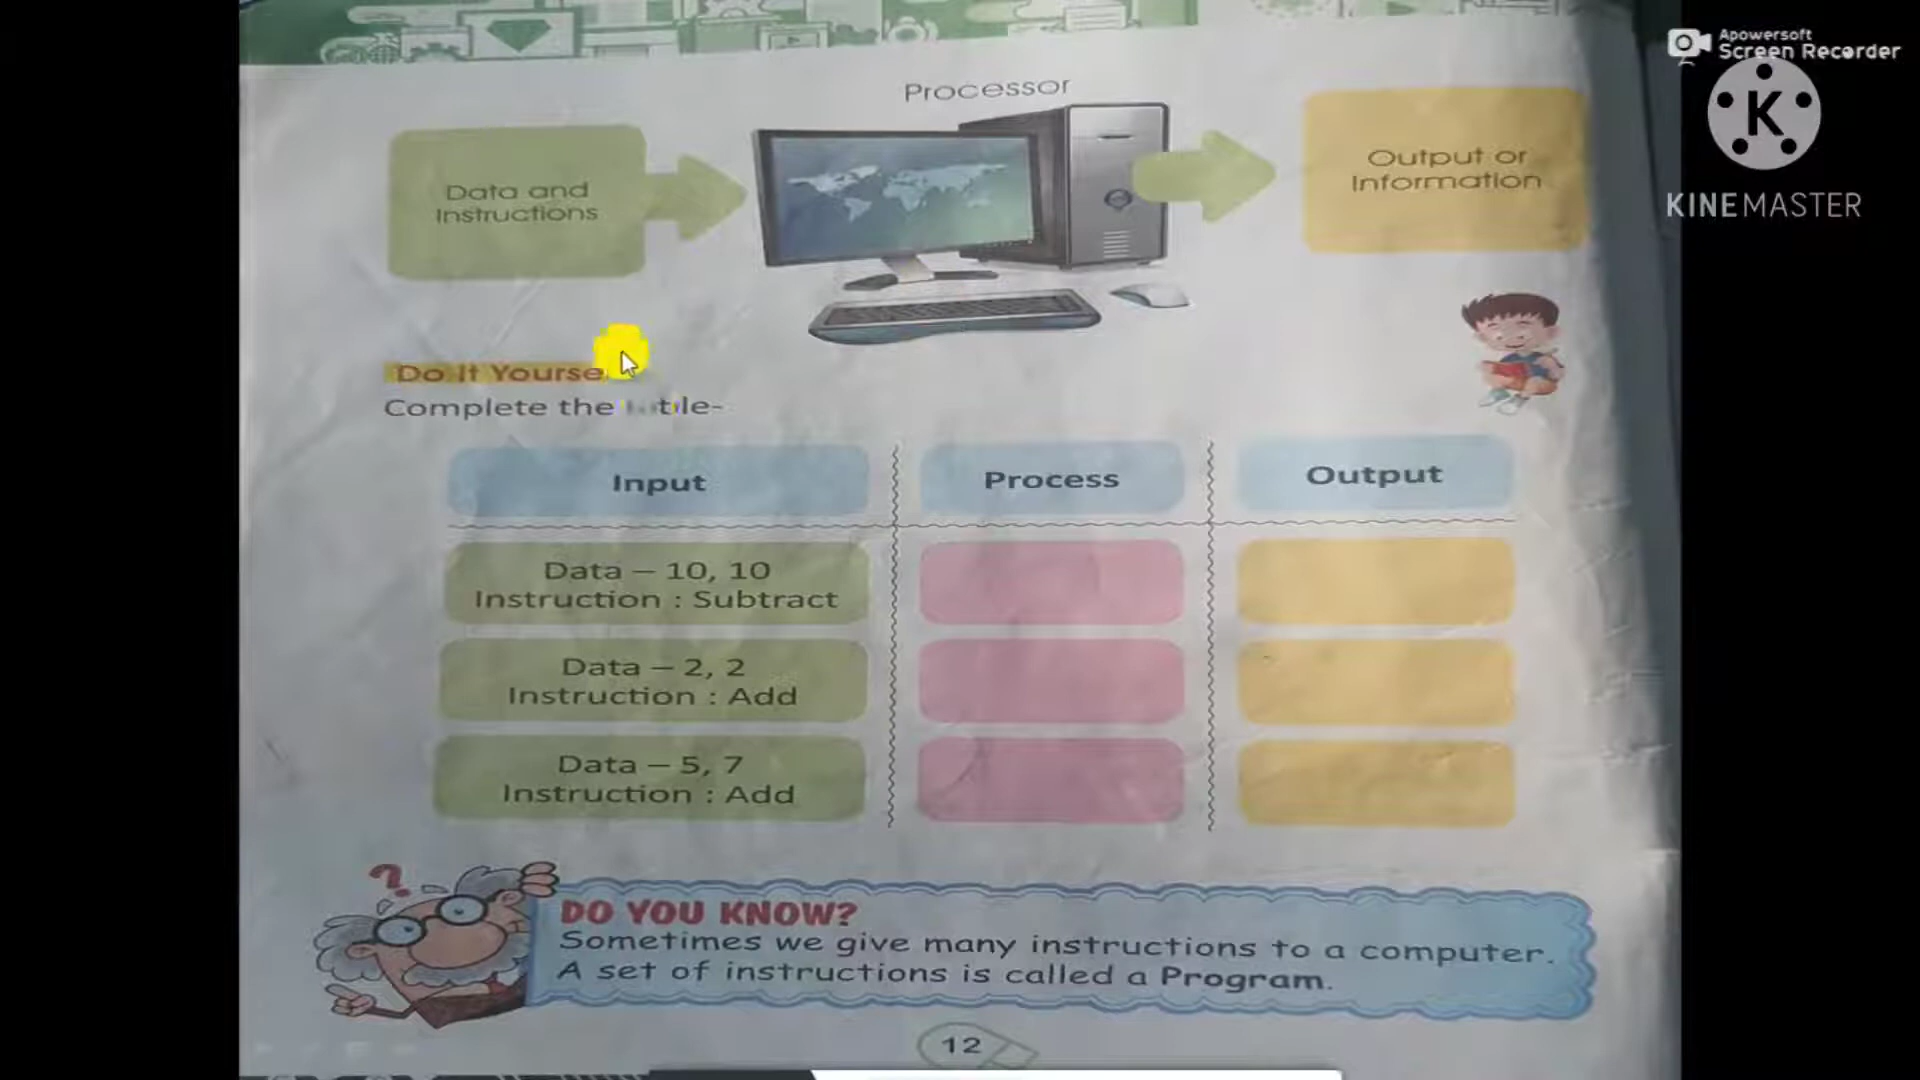 Apowersoft
Screen Recorder
K
KINEMASTER
Processor
Data and
Instructions
Output or
Information
Do It Yourse
Complete the
Input
Process
Output
Data – 10, 10
Instruction : Subtract
Data – 2, 2
Instruction : Add
Data – 5, 7
Instruction : Add
?
DO YOU KNOW?
Sometimes we give many instructions to a computer.
A set of instructions is called a Program.
12